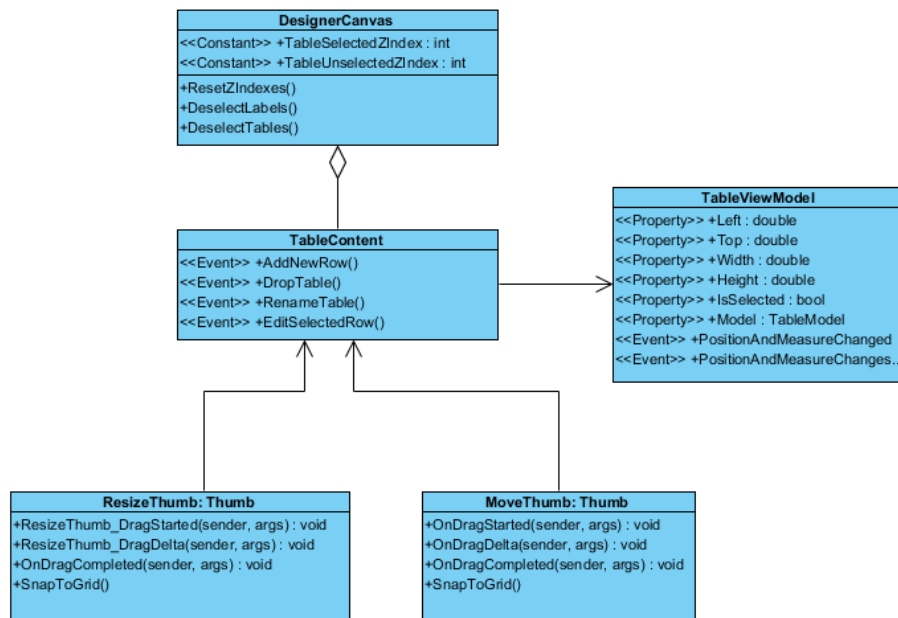 DesignerCanvas
<<Constant>> +TableSelectedZIndex : int
<<Constant>> +TableUnselectedZIndex : int
+ResetZIndexes()
+DeselectLabels()
+DeselectTables()
TableContent
<<Event>> +AddNewRow()
<<Event>> +DropTable()
<<Event>> +RenameTable()
<<Event>> +EditSelectedRow()
TableViewModel
<<Property>> +Left : double
<<Property>> +Top : double
<<Property>> +Width : double
<<Property>> +Height : double
<<Property>> +IsSelected : bool
<<Property>> +Model : TableModel
<<Event>> +PositionAndMeasureChanged
<<Event>> +PositionAndMeasureChanges..
ResizeThumb: Thumb
+ResizeThumb_DragStarted(sender, args) : void
+ResizeThumb_DragDelta(sender, args) : void
+OnDragCompleted(sender, args) : void
+SnapToGrid()
MoveThumb: Thumb
+OnDragStarted(sender, args) : void
+OnDragDelta(sender, args) : void
+OnDragCompleted(sender, args) : void
+SnapToGrid()